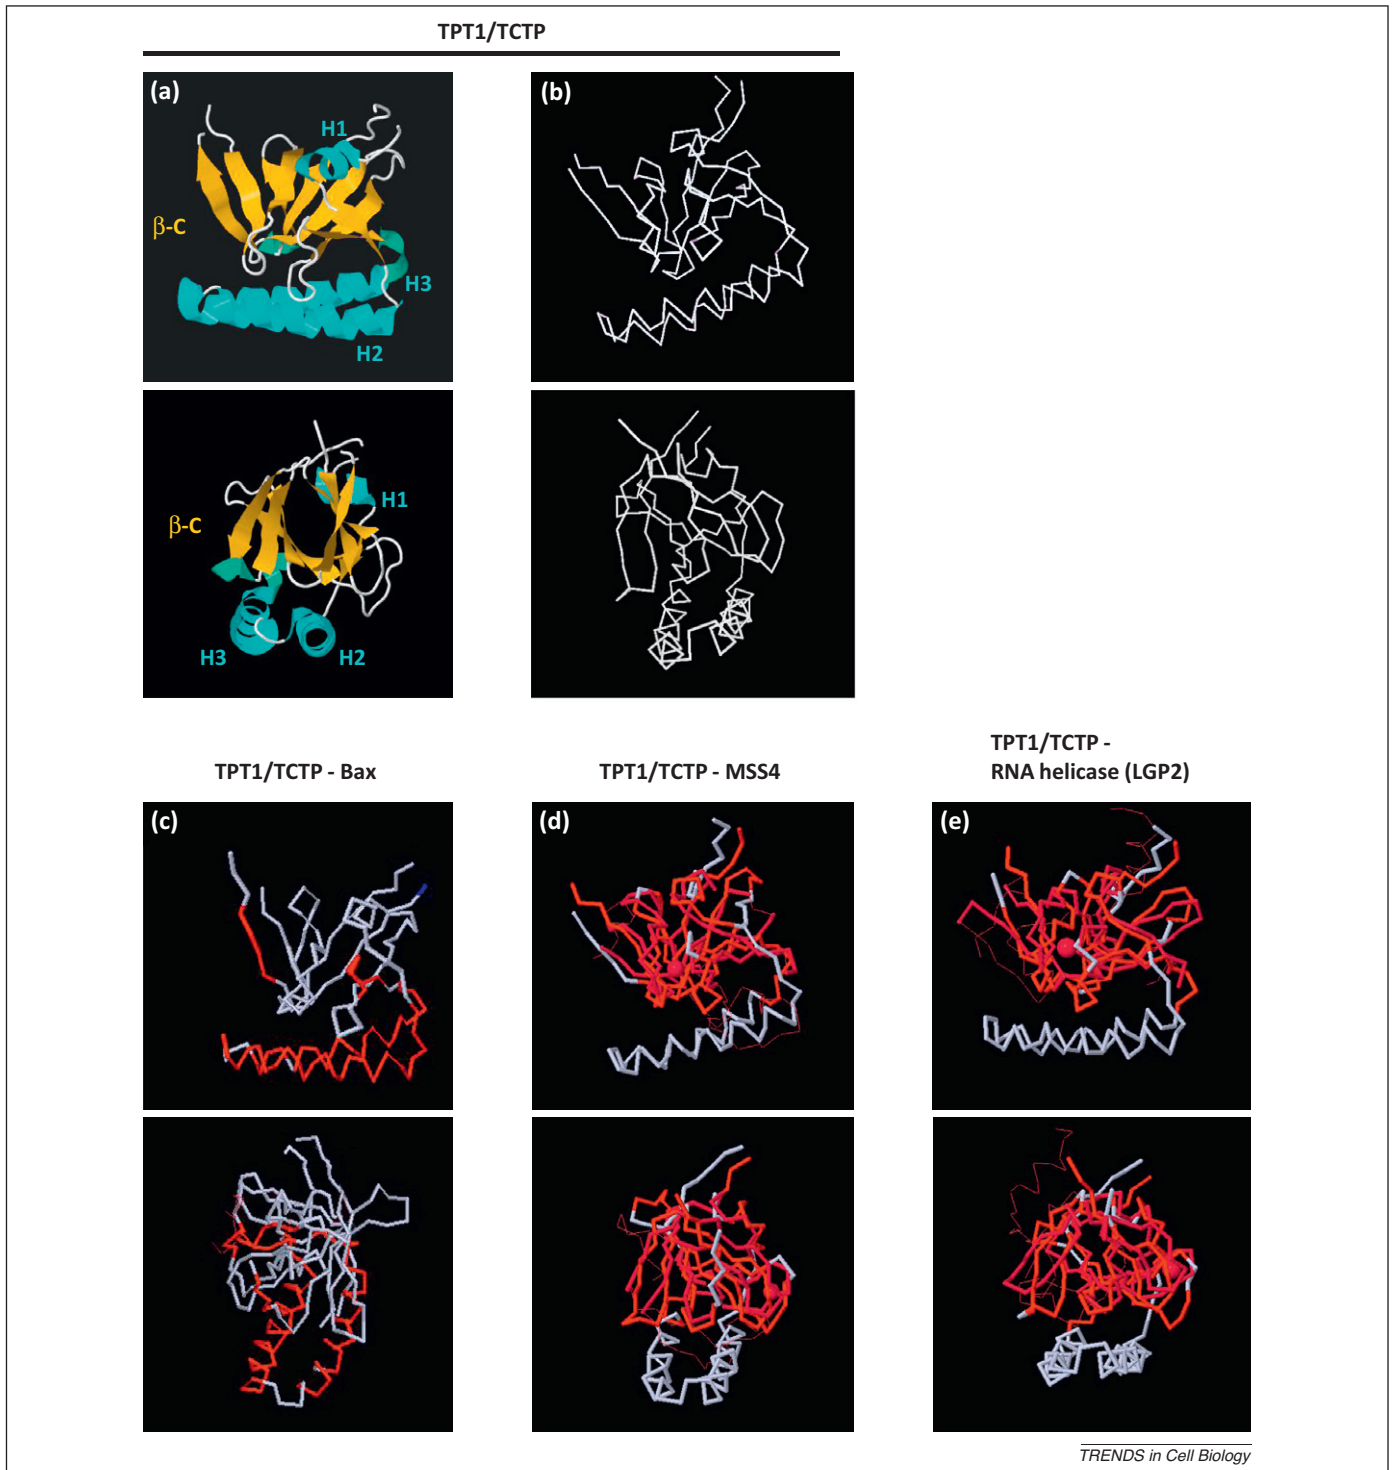 TPT1/TCTP
(a)
H1
β-C
H3
H2
(b)
H1
β-C
H3
H2
TPT1/TCTP - Bax
TPT1/TCTP - MSS4
TPT1/TCTP -
RNA helicase (LGP2)
(c)
(d)
(e)
TRENDS in Cell Biology